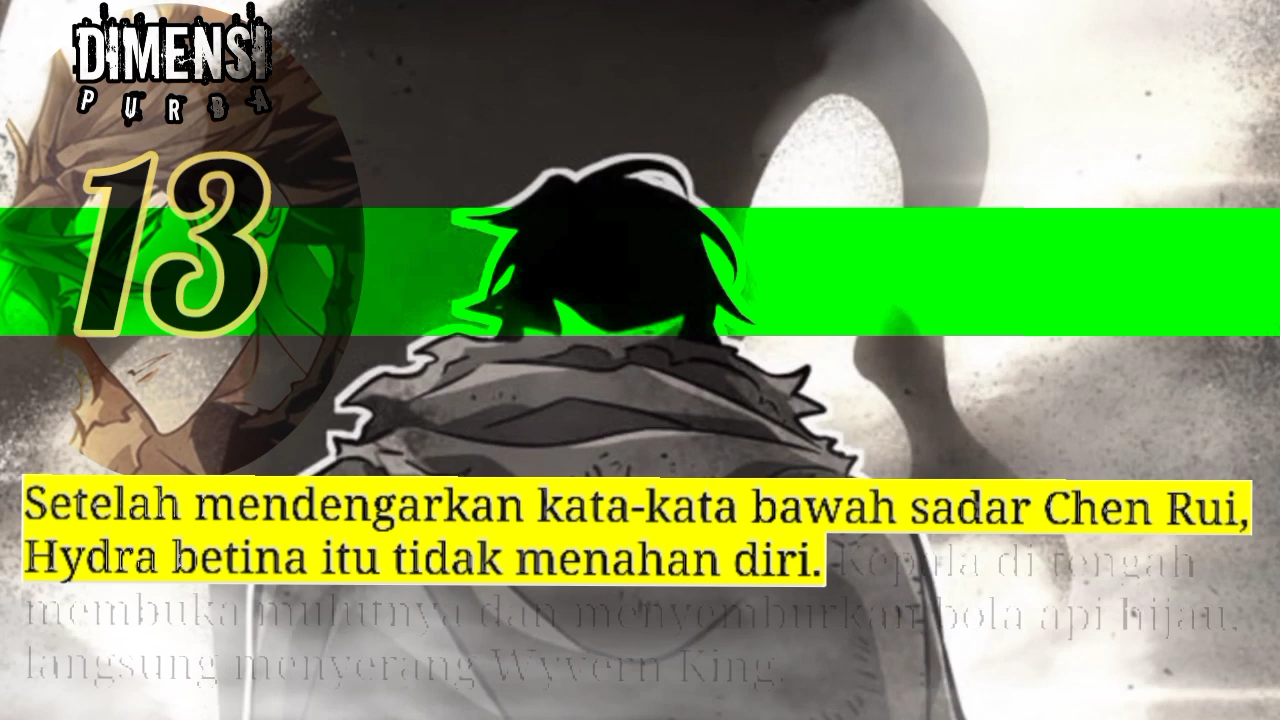 DIMENSI
PURBA
13
Setelah mendengarkan kata-kata bawah sadar Chen Rui,
Hydra betina itu tidak menahan diri. Kepala di tengah
membuka mulutnya dan menyemburkan bola api hijau,
langsung menyerang Wyvern King.